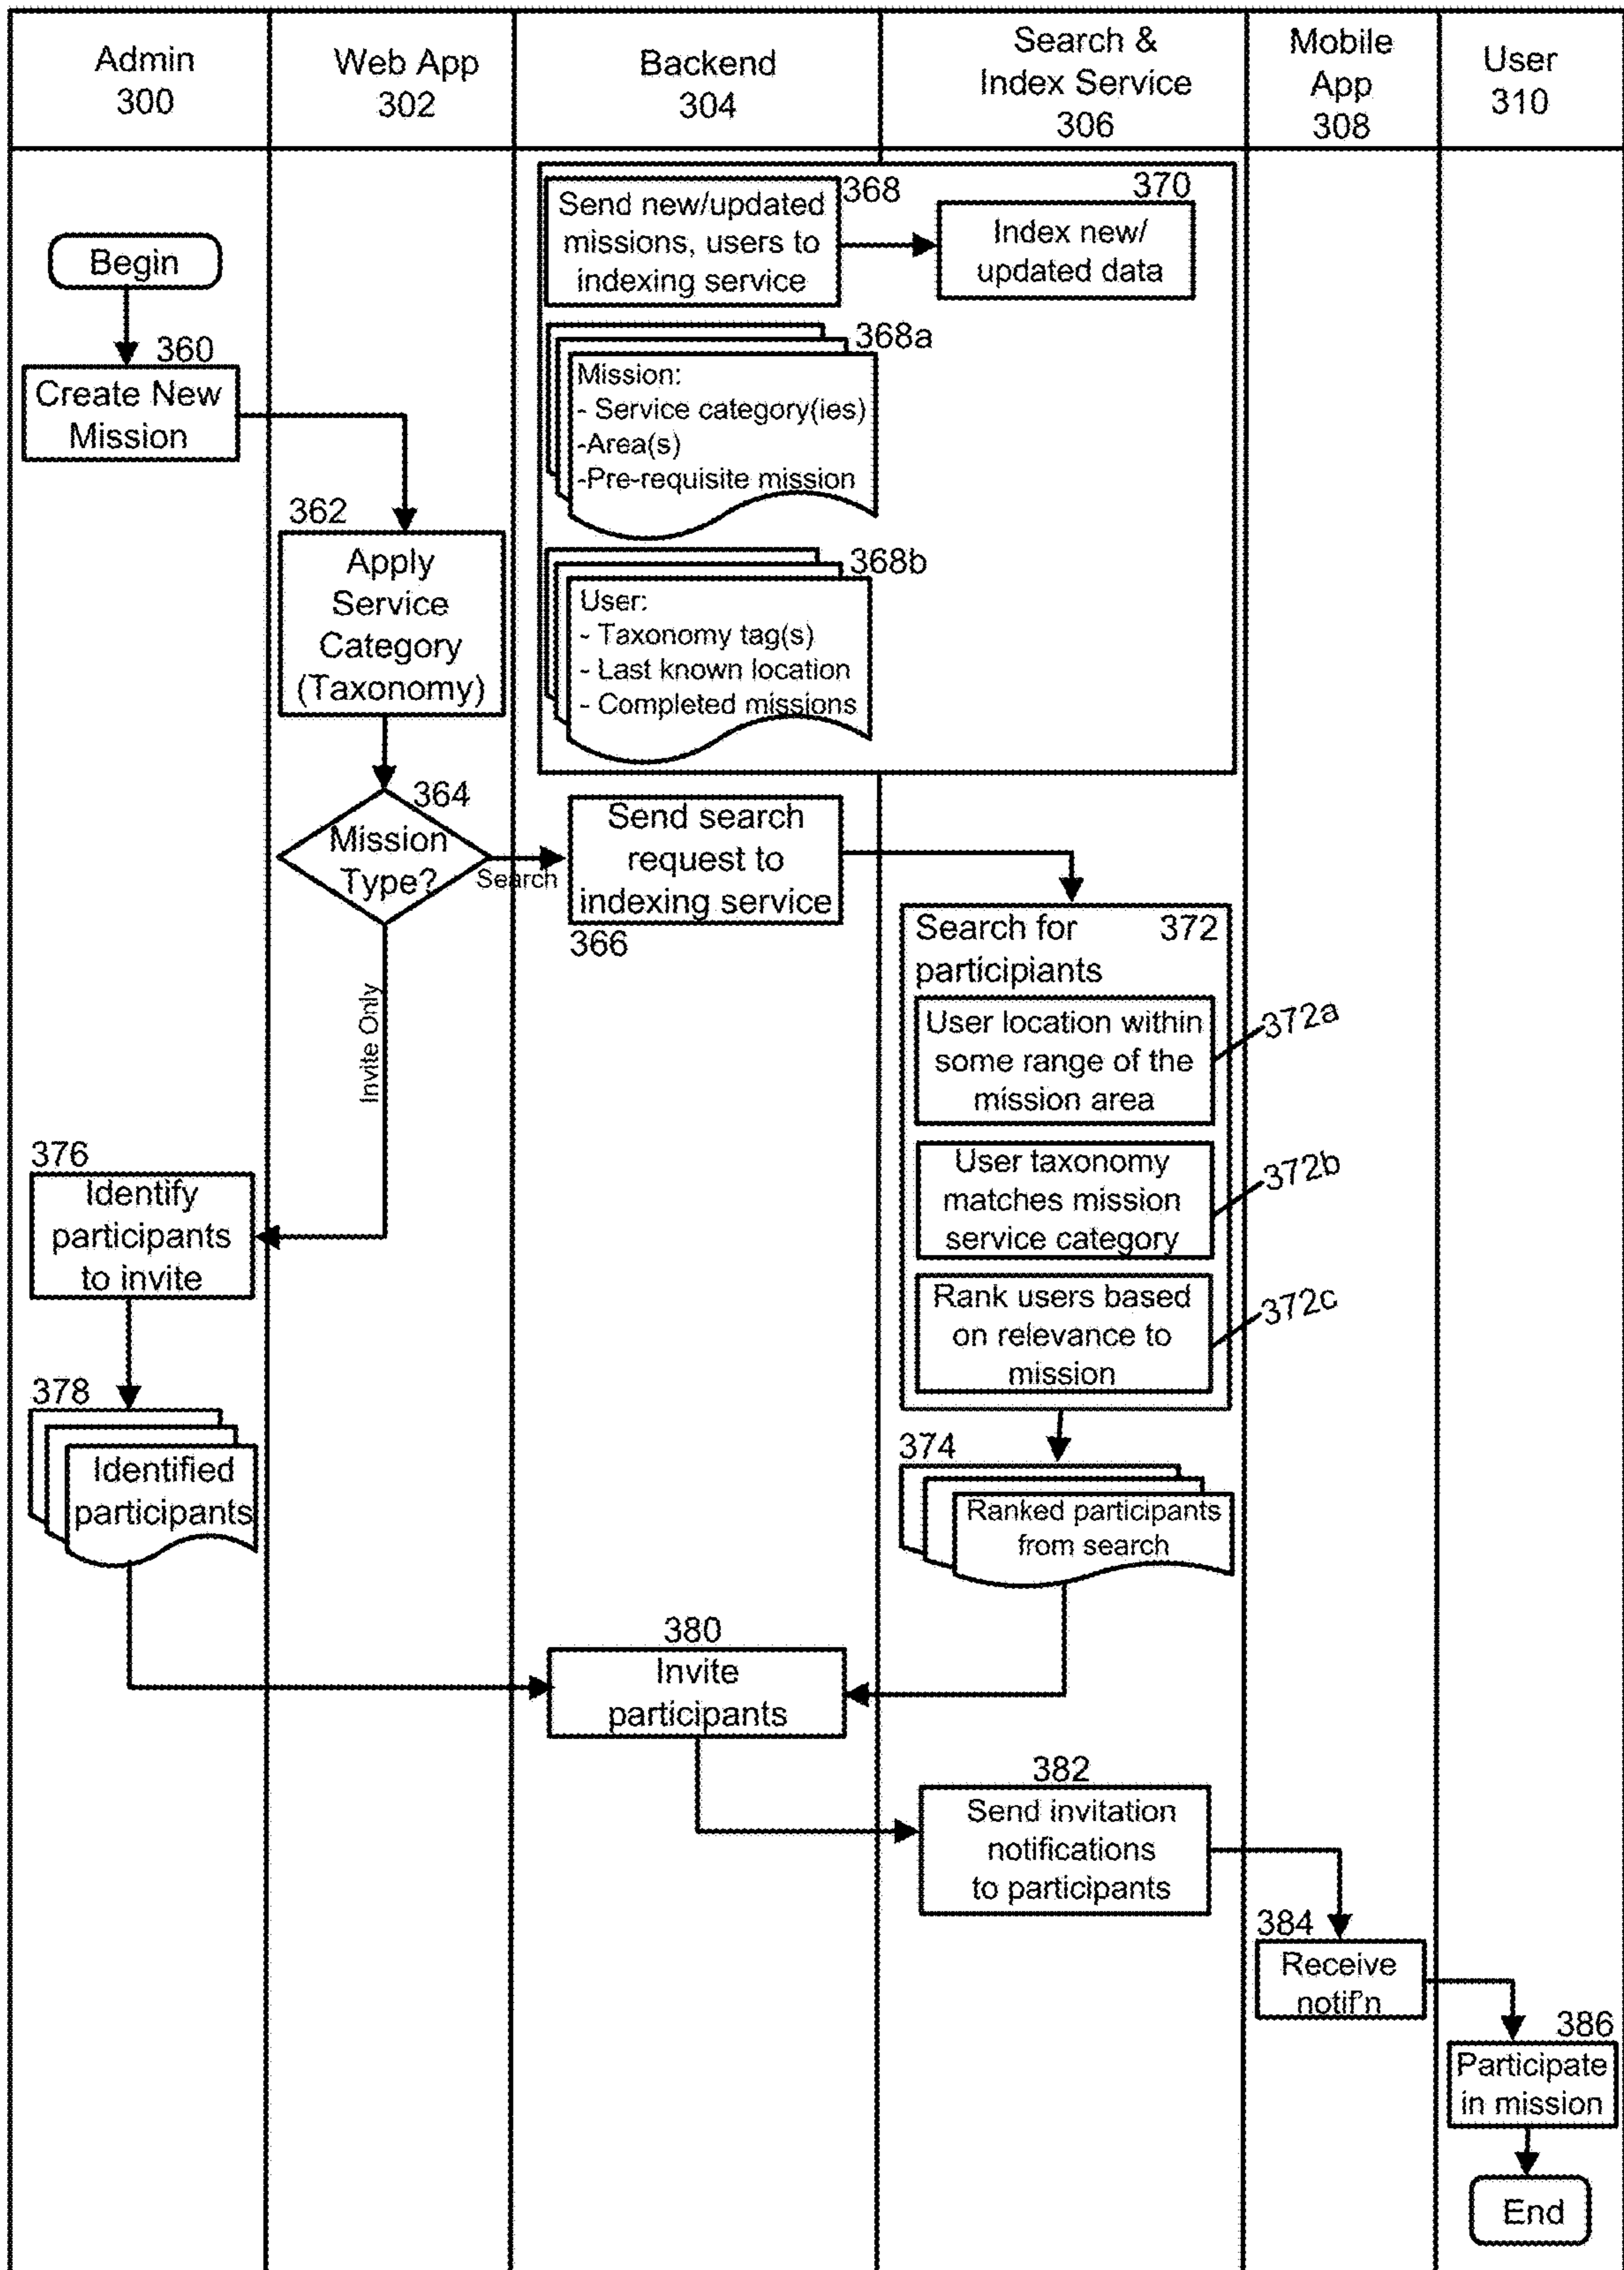 Admin
300
Web App
302
Backend
304
Search &
Index Service
306
Mobile
App
308
User
310
Begin
360
Create New
Mission
362
Apply
Service
Category
(Taxonomy)
364
Mission
Type?
Search
Invite Only
368
Send new/updated
missions, users to
indexing service
370
Index new/
updated data
368a
Mission:
- Service category(ies)
-Area(s)
-Pre-requisite mission
368b
User:
- Taxonomy tag(s)
- Last known location
- Completed missions
Send search
request to
indexing service
366
Search for 372
participiants
User location within
some range of the
mission area
372a
User taxonomy
matches mission
service category
372b
Rank users based
on relevance to
mission
372c
374
Ranked participants
from search
376
Identify
participants
to invite
378
Identified
participants
380
Invite
participants
382
Send invitation
notifications
to participants
384
Receive
notif'n
386
Participate
in mission
End